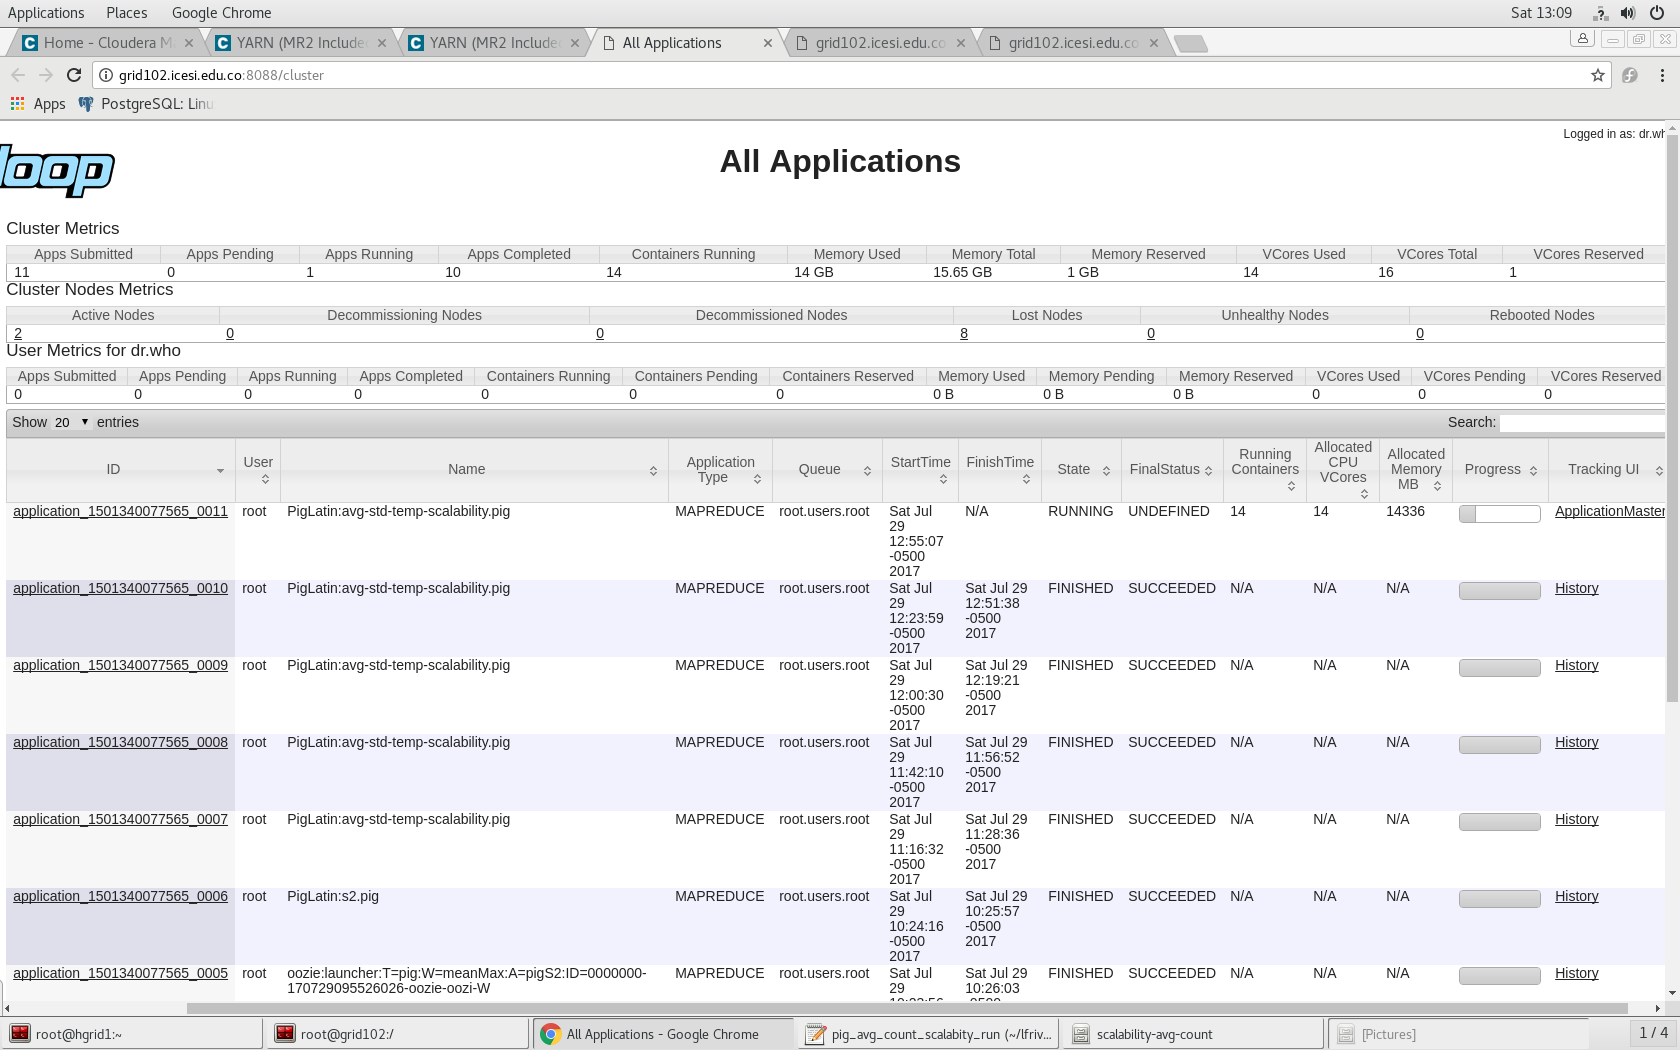 Applications Places Google Chrome Sat 13:09
Home - Cloudera M YARN (MR2 Include YARN (MR2 Include All Applications grid102.icesi.edu.co grid102.icesi.edu.co
grid102.icesi.edu.co:8088/cluster
Apps PostgreSQL: Linu
Logged in as: dr.wh
loop
All Applications
Cluster Metrics
Apps Submitted Apps Pending Apps Running Apps Completed Containers Running Memory Used Memory Total Memory Reserved VCores Used VCores Total VCores Reserved
11 0 1 10 14 14 GB 15.65 GB 1 GB 14 16 1
Cluster Nodes Metrics
Active Nodes Decommissioning Nodes Decommissioned Nodes Lost Nodes Unhealthy Nodes Rebooted Nodes
2 0 0 8 0 0
User Metrics for dr.who
Apps Submitted Apps Pending Apps Running Apps Completed Containers Running Containers Pending Containers Reserved Memory Used Memory Pending Memory Reserved VCores Used VCores Pending VCores Reserved
0 0 0 0 0 0 0 0 B 0 B 0 B 0 0 0
Show 20 entries Search:
ID User Name Application Type Queue StartTime FinishTime State FinalStatus Running Containers Allocated CPU VCores Allocated Memory MB Progress Tracking UI
application_1501340077565_0011 root PigLatin:avg-std-temp-scalability.pig MAPREDUCE root.users.root Sat Jul 29 12:55:07 -0500 2017 N/A RUNNING UNDEFINED 14 14 14336 ApplicationMaster
application_1501340077565_0010 root PigLatin:avg-std-temp-scalability.pig MAPREDUCE root.users.root Sat Jul 29 12:23:59 -0500 2017 Sat Jul 29 12:51:38 -0500 2017 FINISHED SUCCEEDED N/A N/A N/A History
application_1501340077565_0009 root PigLatin:avg-std-temp-scalability.pig MAPREDUCE root.users.root Sat Jul 29 12:00:30 -0500 2017 Sat Jul 29 12:19:21 -0500 2017 FINISHED SUCCEEDED N/A N/A N/A History
application_1501340077565_0008 root PigLatin:avg-std-temp-scalability.pig MAPREDUCE root.users.root Sat Jul 29 11:42:10 -0500 2017 Sat Jul 29 11:56:52 -0500 2017 FINISHED SUCCEEDED N/A N/A N/A History
application_1501340077565_0007 root PigLatin:avg-std-temp-scalability.pig MAPREDUCE root.users.root Sat Jul 29 11:16:32 -0500 2017 Sat Jul 29 11:28:36 -0500 2017 FINISHED SUCCEEDED N/A N/A N/A History
application_1501340077565_0006 root PigLatin:s2.pig MAPREDUCE root.users.root Sat Jul 29 10:24:16 -0500 2017 Sat Jul 29 10:25:57 -0500 2017 FINISHED SUCCEEDED N/A N/A N/A History
application_1501340077565_0005 root oozie:launcher:T=pig:W=meanMax:A=pigS2:ID=0000000-170729095526026-oozie-oozi-W MAPREDUCE root.users.root Sat Jul 29 Sat Jul 29 10:26:03 FINISHED SUCCEEDED N/A N/A N/A History
root@hgrid1:~ root@grid102:/ All Applications - Google Chrome pig_avg_count_scalabity_run (~/lfriv... scalability-avg-count [Pictures] 1 / 4